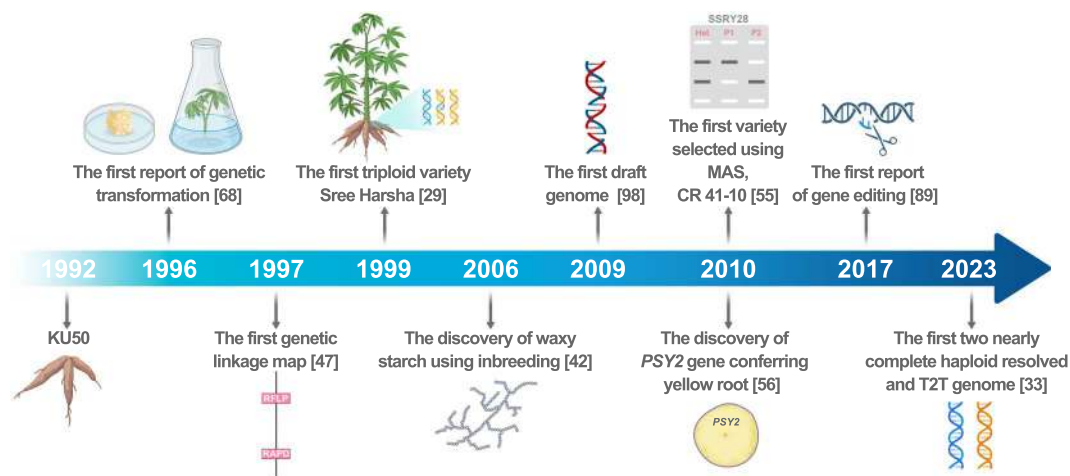 SSRY28
Het. P1 P2
The first report of genetic
transformation [68]
The first triploid variety
Sree Harsha [29]
The first draft
genome [98]
The first variety
selected using
MAS,
CR 41-10 [55]
The first report
of gene editing [89]
1992 1996 1997 1999 2006 2009 2010 2017 2023
KU50
The first genetic
linkage map [47]
RFLP
RAPD
The discovery of waxy
starch using inbreeding [42]
The discovery of
PSY2 gene conferring
yellow root [56]
PSY2
The first two nearly
complete haploid resolved
and T2T genome [33]